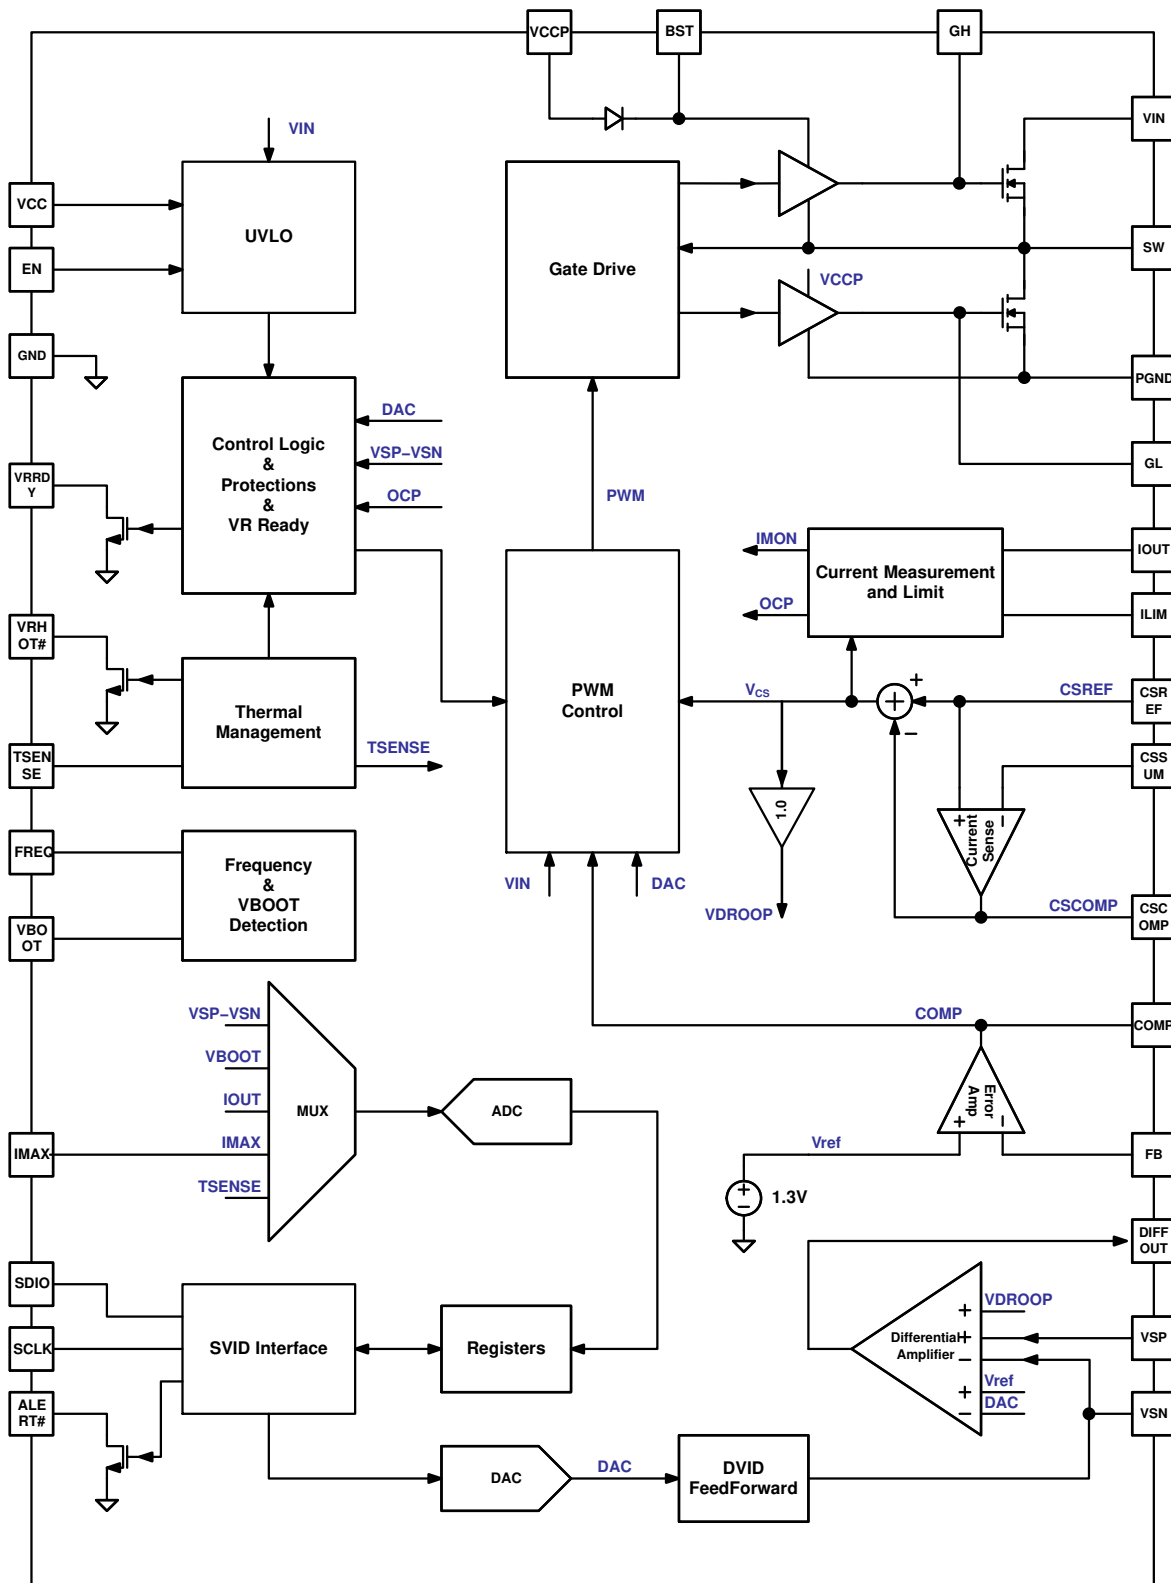 VCCP
BST
GH
VIN
VIN
VCC
UVLO
EN
SW
Gate Drive
VCCP
GND
PGND
DAC
Control Logic
&
Protections
&
VR Ready
VSP–VSN
OCP
VRRD
Y
GL
PWM
IMON
Current Measurement
and Limit
OCP
IOUT
ILIM
VRH
OT#
Thermal
Management
TSENSE
TSEN
SE
PWM
Control
VCS
+
+
–
CSREF
CSR
EF
CSS
UM
1.0
+
–
Current
Sense
FREQ
Frequency
&
VBOOT
Detection
VBO
OT
VIN
DAC
VDROOP
CSCOMP
CSC
OMP
VSP–VSN
VBOOT
IOUT
IMAX
TSENSE
MUX
ADC
IMAX
COMP
COMP
Error
Amp
+
–
Vref
FB
+
–
1.3V
DIFF
OUT
SDIO
SCLK
ALE
RT#
SVID Interface
Registers
+
VDROOP
Differential
Amplifier
+
–
+
Vref
–
DAC
VSP
VSN
DAC
DAC
DVID
FeedForward